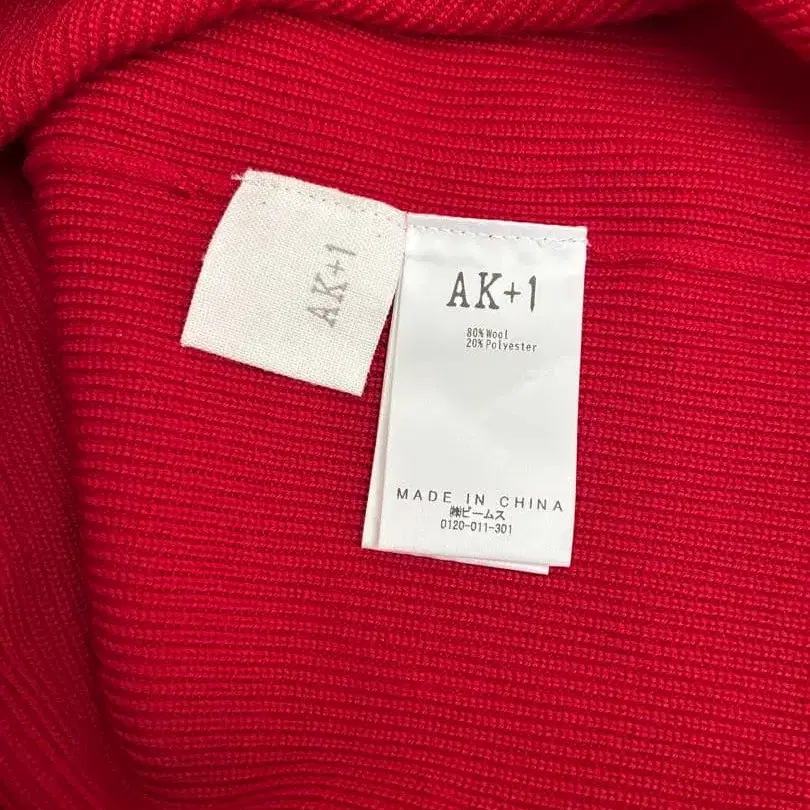 AK+1
AK+1
80% Wool
20% Polyester
MADE IN CHINA
㈱ビームス
0120-011-301